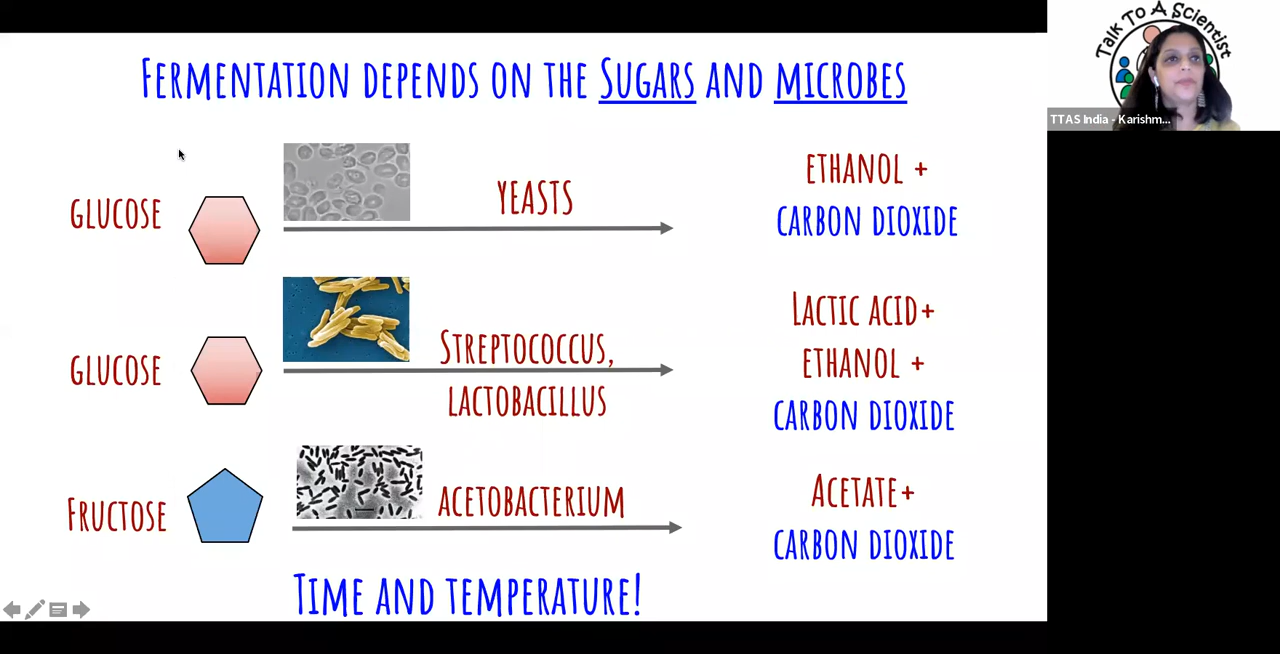 FERMENTATION DEPENDS ON THE SUGARS AND MICROBES
GLUCOSE
YEASTS
ETHANOL +
CARBON DIOXIDE
GLUCOSE
STREPTOCOCCUS,
LACTOBACILLUS
LACTIC ACID+
ETHANOL +
CARBON DIOXIDE
FRUCTOSE
ACETOBACTERIUM
ACETATE+
CARBON DIOXIDE
TIME AND TEMPERATURE!
Talk To A Scientist
TTAS India - Karishm...